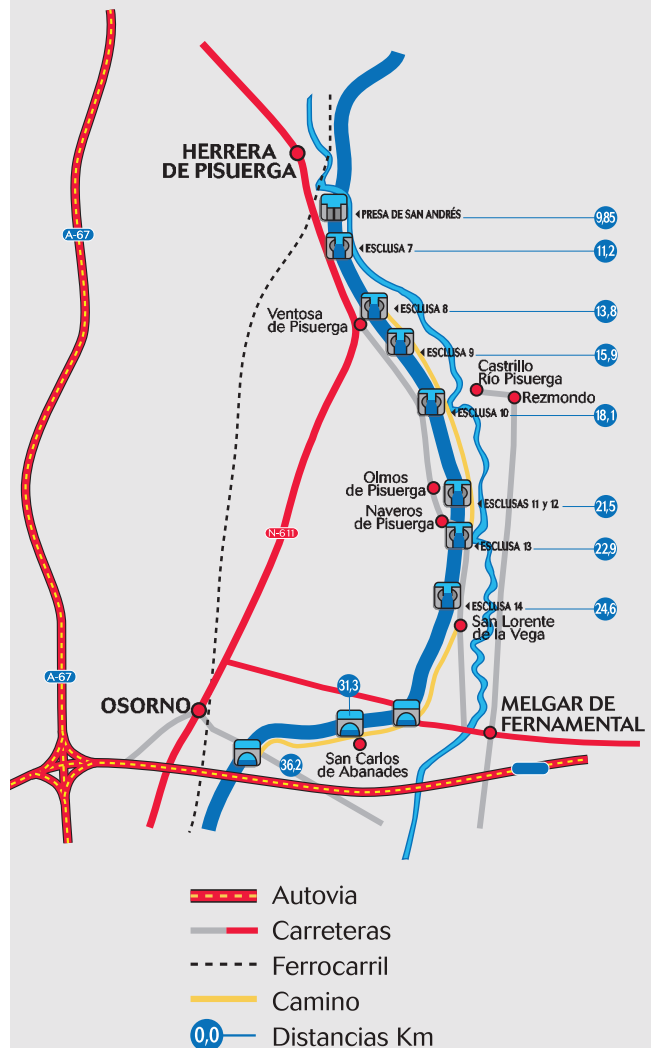 HERRERA
DE PISUERGA
PRESA DE SAN ANDRÉS
9,85
A-67
ESCLUSA 7
11,2
ESCLUSA 8
13,8
Ventosa
de Pisuerga
ESCLUSA 9
15,9
Castrillo
Río Pisuerga
Rezmondo
ESCLUSA 10
18,1
Olmos
de Pisuerga
ESCLUSAS 11 y 12
21,5
Naveros
de Pisuerga
N-611
ESCLUSA 13
22,9
ESCLUSA 14
24,6
San Lorente
de la Vega
A-67
31,3
OSORNO
MELGAR DE
FERNAMENTAL
San Carlos
de Abanades
36,2
Autovia
Carreteras
Ferrocarril
Camino
0,0
Distancias Km